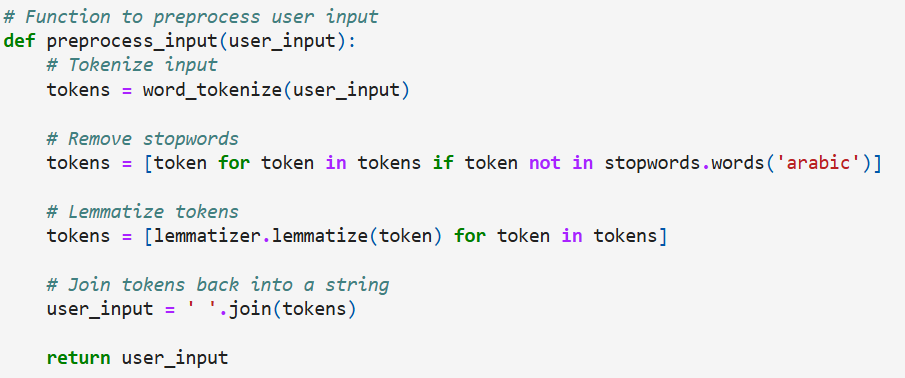 # Function to preprocess user input
def preprocess_input(user_input):
    # Tokenize input
    tokens = word_tokenize(user_input)

    # Remove stopwords
    tokens = [token for token in tokens if token not in stopwords.words('arabic')]

    # Lemmatize tokens
    tokens = [lemmatizer.lemmatize(token) for token in tokens]

    # Join tokens back into a string
    user_input = ' '.join(tokens)

    return user_input